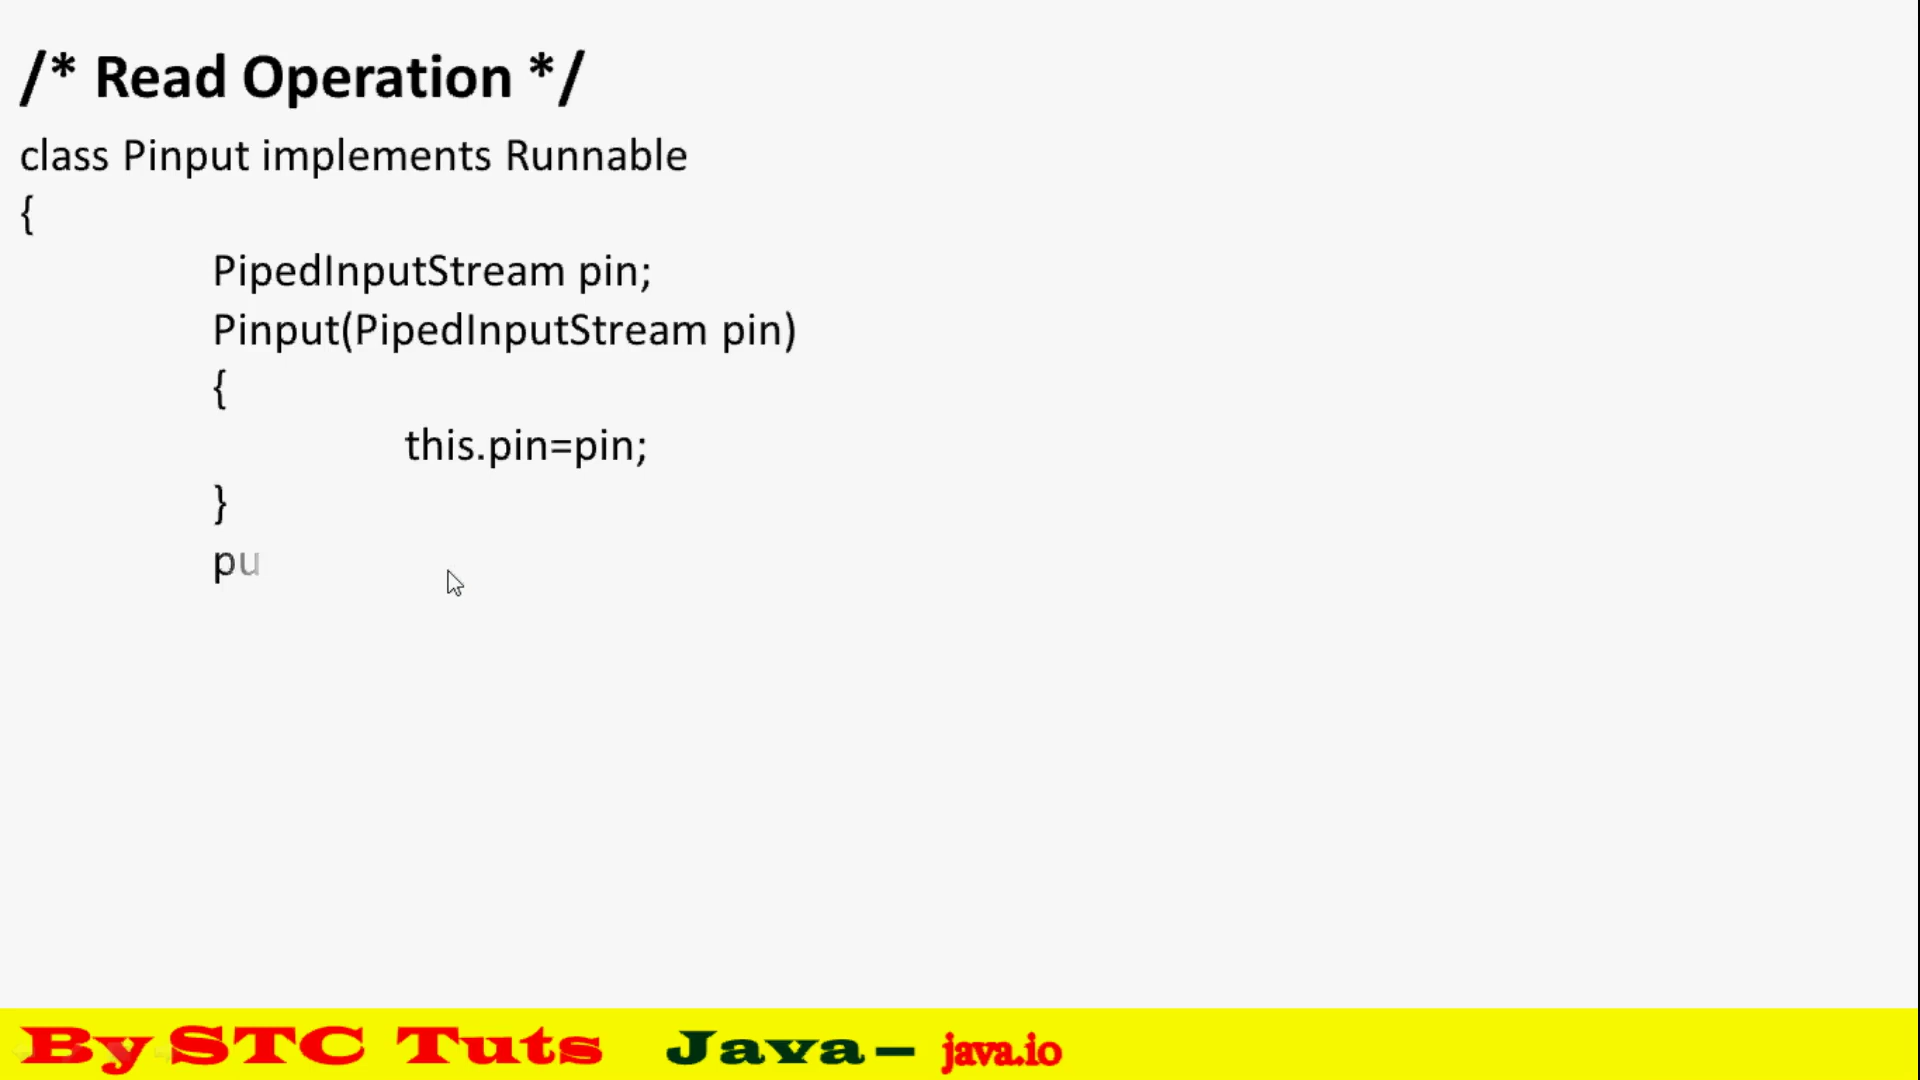 /* Read Operation */
class Pinput implements Runnable
{
PipedInputStream pin;
Pinput(PipedInputStream pin)
{
this.pin=pin;
}
pu
By STC Tuts Java – java.io